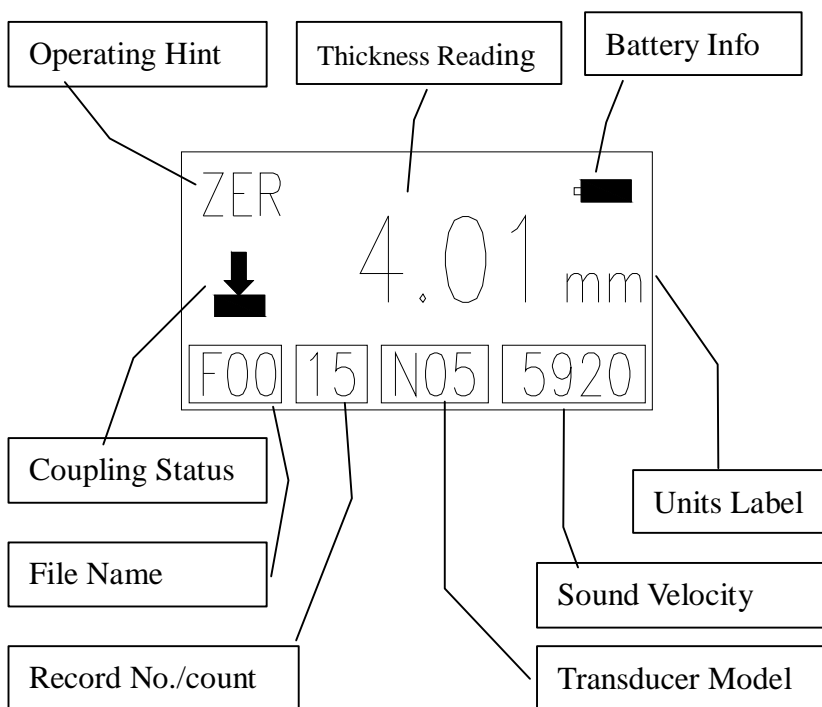 Operating Hint
Thickness Reading
Battery Info
ZER
4.01 mm
F00 15 N05 5920
Coupling Status
Units Label
File Name
Sound Velocity
Record No./count
Transducer Model